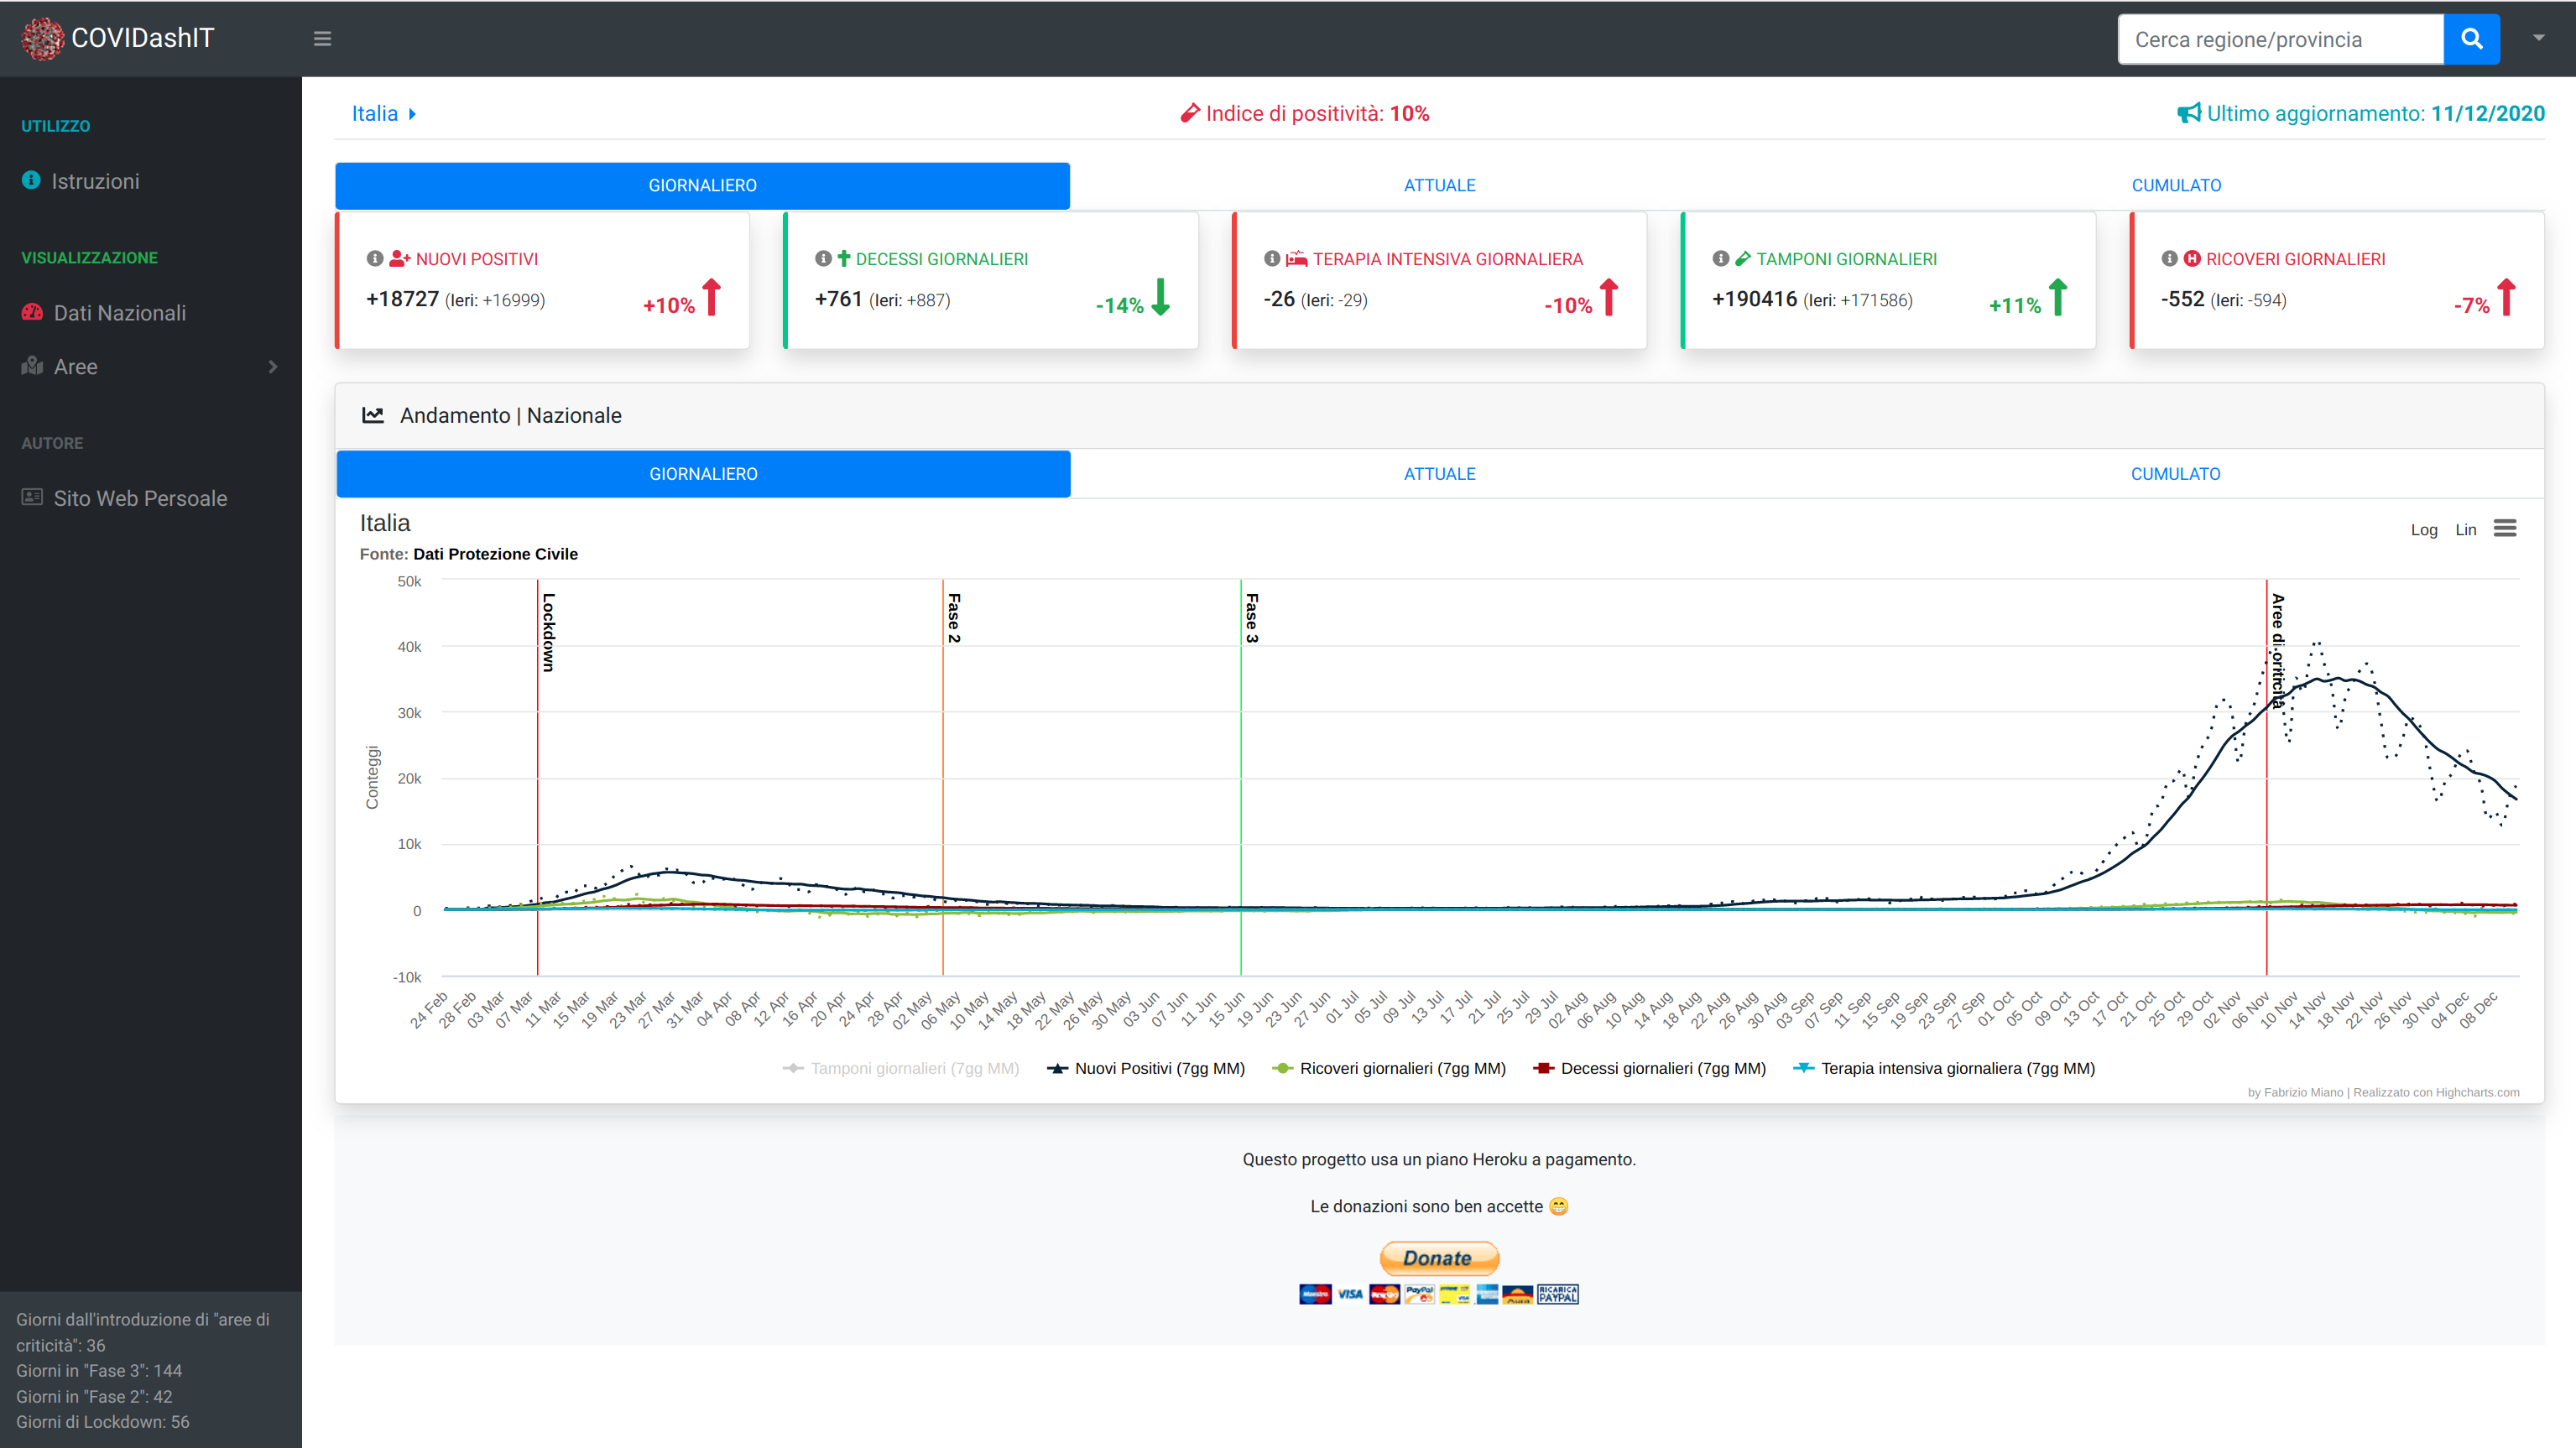 COVIDashIT
Cerca regione/provincia
UTILIZZO
Istruzioni
VISUALIZZAZIONE
Dati Nazionali
Aree
AUTORE
Sito Web Persoale
Giorni dall'introduzione di "aree di
criticità": 36
Giorni in "Fase 3": 144
Giorni in "Fase 2": 42
Giorni di Lockdown: 56
Italia
Indice di positività: 10%
Ultimo aggiornamento: 11/12/2020
GIORNALIERO ATTUALE CUMULATO
NUOVI POSITIVI
+18727 (Ieri: +16999) +10%
DECESSI GIORNALIERI
+761 (Ieri: +887) -14%
TERAPIA INTENSIVA GIORNALIERA
-26 (Ieri: -29) -10%
TAMPONI GIORNALIERI
+190416 (Ieri: +171586) +11%
RICOVERI GIORNALIERI
-552 (Ieri: -594) -7%
Andamento | Nazionale
GIORNALIERO ATTUALE CUMULATO
Italia
Fonte: Dati Protezione Civile
Log Lin
Conteggi
50k
40k
30k
20k
10k
0
-10k
Lockdown
Fase 2
Fase 3
Aree di criticità
24 Feb 28 Feb 03 Mar 07 Mar 11 Mar 15 Mar 19 Mar 23 Mar 27 Mar 31 Mar 04 Apr 08 Apr 12 Apr 16 Apr 20 Apr 24 Apr 28 Apr 02 May 06 May 10 May 14 May 18 May 22 May 26 May 30 May 03 Jun 07 Jun 11 Jun 15 Jun 19 Jun 23 Jun 27 Jun 01 Jul 05 Jul 09 Jul 13 Jul 17 Jul 21 Jul 25 Jul 29 Jul 02 Aug 06 Aug 10 Aug 14 Aug 18 Aug 22 Aug 26 Aug 30 Aug 03 Sep 07 Sep 11 Sep 15 Sep 19 Sep 23 Sep 27 Sep 01 Oct 05 Oct 09 Oct 13 Oct 17 Oct 21 Oct 25 Oct 29 Oct 02 Nov 06 Nov 10 Nov 14 Nov 18 Nov 22 Nov 26 Nov 30 Nov 04 Dec 08 Dec
Tamponi giornalieri (7gg MM) Nuovi Positivi (7gg MM) Ricoveri giornalieri (7gg MM) Decessi giornalieri (7gg MM) Terapia intensiva giornaliera (7gg MM)
by Fabrizio Miano | Realizzato con Highcharts.com
Questo progetto usa un piano Heroku a pagamento.
Le donazioni sono ben accette 😁
Donate
Maestro VISA PayPal RICARICA PAYPAL